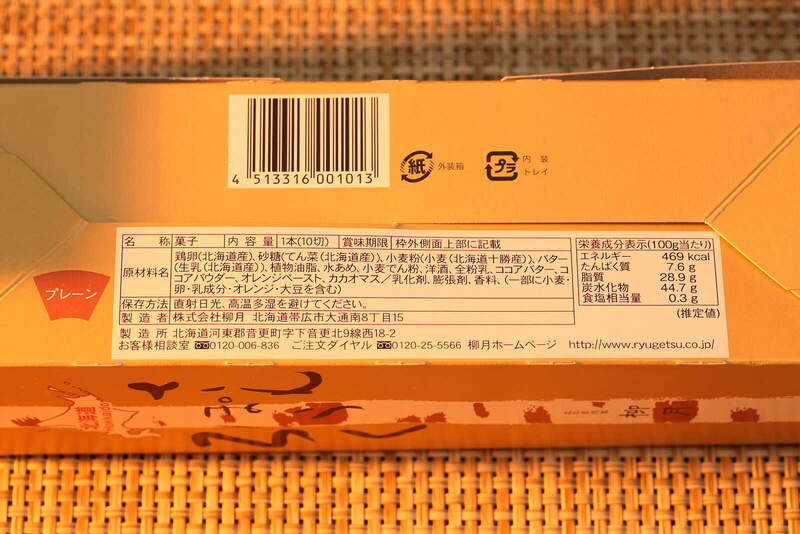 4 513316 001013
紙 外装箱
プラ 内装
トレイ
プレーン
名 称 菓子 内容量 1本(10切) 賞味期限 枠外側面上部に記載
原材料名 鶏卵(北海道産)、砂糖(てん菜(北海道産))、小麦粉(小麦(北海道十勝産))、バター
(生乳(北海道産))、植物油脂、水あめ、小麦でん粉、洋酒、全粉乳、ココアバター、コ
コアパウダー、オレンジペースト、カカオマス／乳化剤、膨張剤、香料、(一部に小麦・
卵・乳成分・オレンジ・大豆を含む)
保存方法 直射日光、高温多湿を避けてください。
製造者 株式会社柳月 北海道帯広市大通南8丁目15
製造所 北海道河東郡音更町字下音更北9線西18-2
お客様相談室 0120-006-836 ご注文ダイヤル 0120-25-5566 柳月ホームページ http://www.ryugetsu.co.jp/
栄養成分表示(100g当たり)
エネルギー 469 kcal
たんぱく質 7.6 g
脂質 28.9 g
炭水化物 44.7 g
食塩相当量 0.3 g
(推定値)
柳月